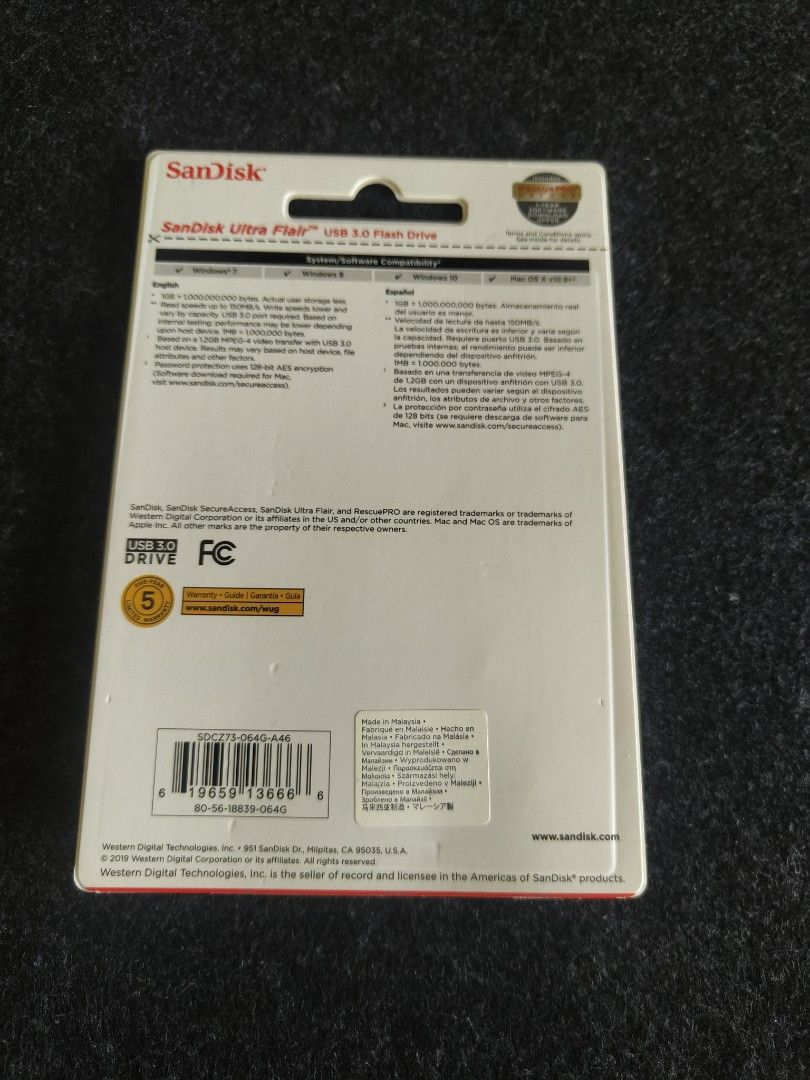 SanDisk®
includes
RescuePRO
DELUXE
1-YEAR
SOFTWARE
DOWNLOAD
OFFER
Terms and Conditions apply.
See inside for details.
SanDisk Ultra Flair™ USB 3.0 Flash Drive
System/Software Compatibility²
✓ Windows® 7 ✓ Windows 8 ✓ Windows 10 ✓ Mac OS X v10.9+²
English
* 1GB = 1,000,000,000 bytes. Actual user storage less.
** Read speeds up to 150MB/s. Write speeds lower and
vary by capacity. USB 3.0 port required. Based on
internal testing; performance may be lower depending
upon host device. 1MB = 1,000,000 bytes.
¹ Based on a 1.2GB MPEG-4 video transfer with USB 3.0
host device. Results may vary based on host device, file
attributes and other factors.
² Password protection uses 128-bit AES encryption
(Software download required for Mac,
visit www.sandisk.com/secureaccess).
Español
* 1GB = 1,000,000,000 bytes. Almacenamiento real
del usuario es menor.
** Velocidad de lectura de hasta 150MB/s.
La velocidad de escritura es inferior y varía según
la capacidad. Requiere puerto USB 3.0. Basado en
pruebas internas; el rendimiento puede ser inferior
dependiendo del dispositivo anfitrión.
1MB = 1.000.000 bytes.
¹ Basado en una transferencia de video MPEG-4
de 1,2GB con un dispositivo anfitrión con USB 3.0.
Los resultados pueden variar según el dispositivo
anfitrión, los atributos de archivo y otros factores.
² La protección por contraseña utiliza el cifrado AES
de 128 bits (se requiere descarga de software para
Mac, visite www.sandisk.com/secureaccess).
SanDisk, SanDisk SecureAccess, SanDisk Ultra Flair, and RescuePRO are registered trademarks or trademarks of
Western Digital Corporation or its affiliates in the US and/or other countries. Mac and Mac OS are trademarks of
Apple Inc. All other marks are the property of their respective owners.
USB 3.0
DRIVE
FC
FIVE-YEAR
5
LIMITED WARRANTY
Warranty • Guide | Garantía • Guía
www.sandisk.com/wug
SDCZ73-064G-A46
6 19659 13666 6
80-56-18839-064G
Made in Malaysia •
Fabriqué en Malaisie • Hecho en
Malasia • Fabricado na Malásia •
In Malaysia hergestellt •
Vervaardigd in Maleisië • Сделано в
Малайзии • Wyprodukowano w
Malezji • Παρασκευάζεται στη
Μαλαισία • Származási hely:
Malajzia • Proizvedeno v Maleziji •
Произведено в Малайзия •
Зроблено в Малайзії •
马来西亚制造 • マレーシア製
www.sandisk.com
Western Digital Technologies, Inc. • 951 SanDisk Dr., Milpitas, CA 95035, U.S.A.
© 2019 Western Digital Corporation or its affiliates. All rights reserved.
Western Digital Technologies, Inc. is the seller of record and licensee in the Americas of SanDisk® products.